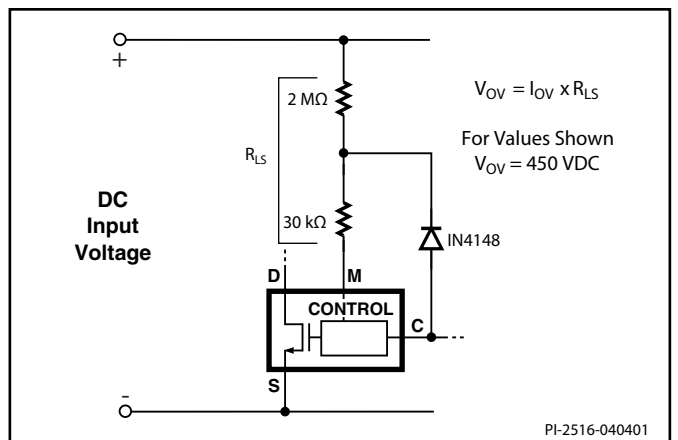 +
2 MΩ
V_OV = I_OV x R_LS
R_LS
For Values Shown
V_OV = 450 VDC
DC
Input
Voltage
30 kΩ
IN4148
D
M
CONTROL
C
S
-
PI-2516-040401